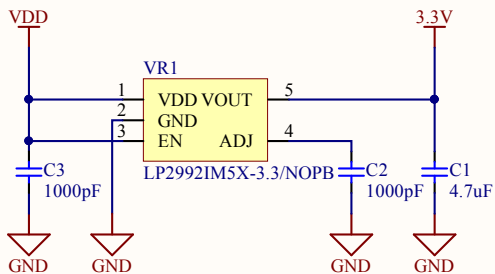 VDD
3.3V
VR1
1
VDD VOUT
5
2
GND
3
EN
ADJ
4
LP2992IM5X-3.3/NOPB
C3
1000pF
C2
1000pF
C1
4.7uF
GND
GND
GND
GND